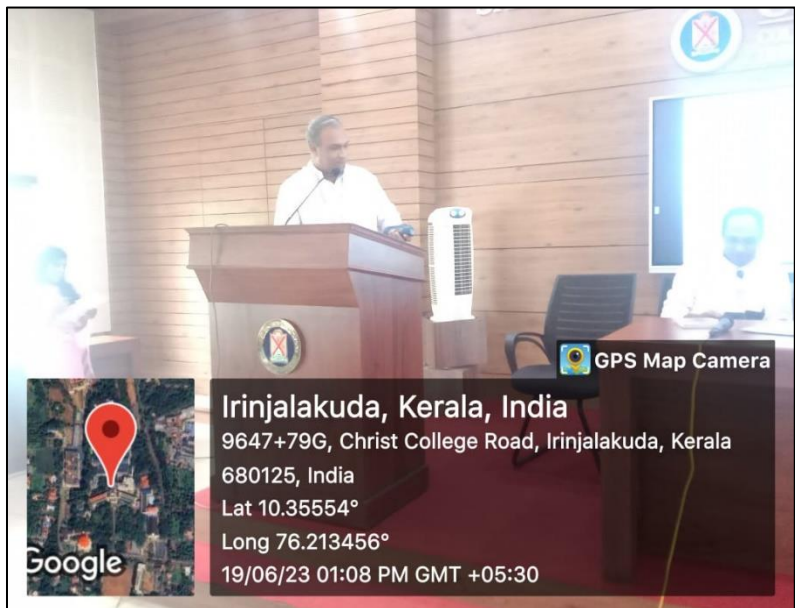 GPS Map Camera
Irinjalakuda, Kerala, India
9647+79G, Christ College Road, Irinjalakuda, Kerala
680125, India
Lat 10.35554°
Long 76.213456°
19/06/23 01:08 PM GMT +05:30
Google